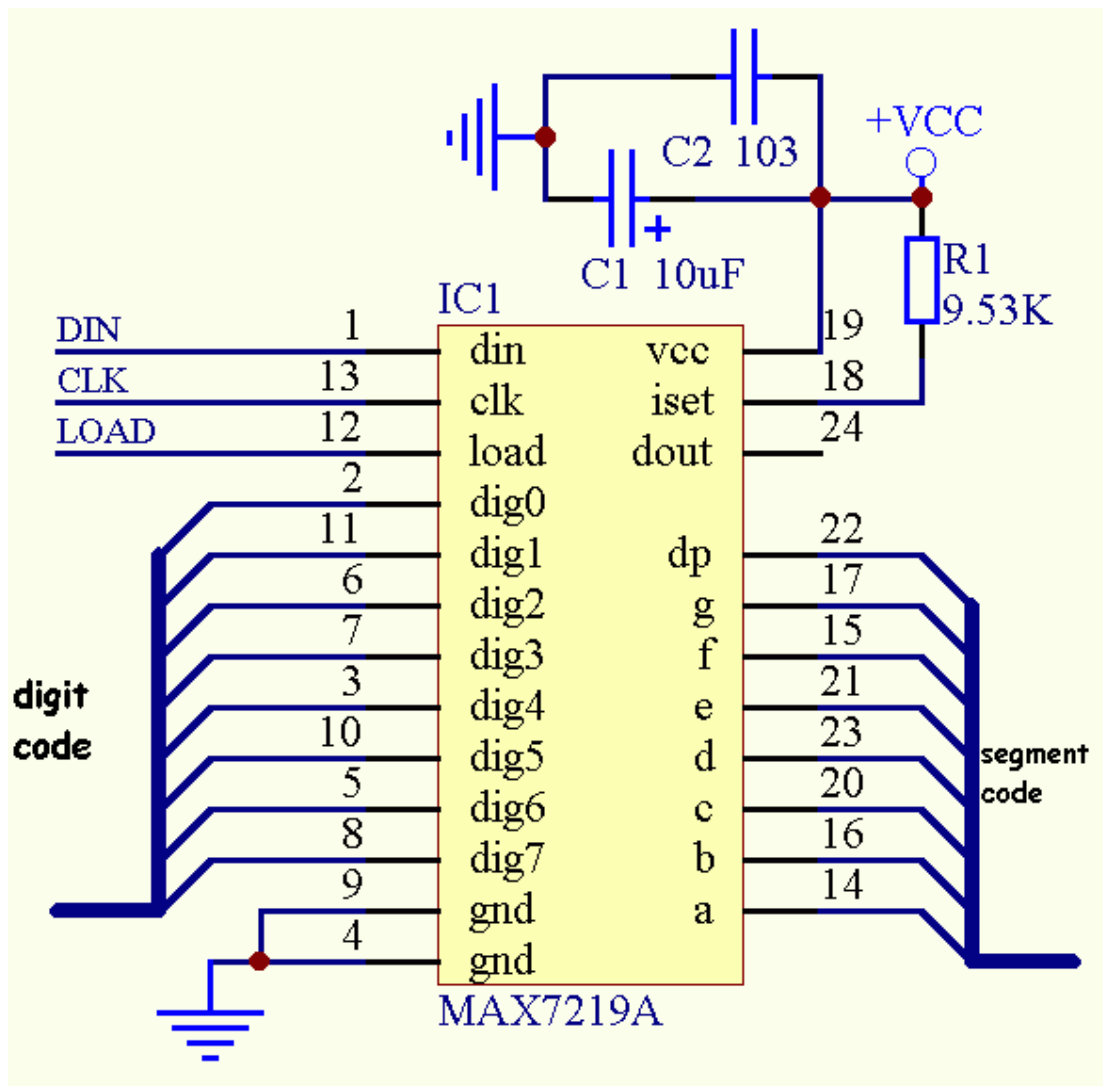 C2 103
+VCC
C1 10uF
R1
9.53K
IC1
DIN 1 din vcc 19
CLK 13 clk iset 18
LOAD 12 load dout 24
2 dig0
11 dig1 dp 22
6 dig2 g 17
7 dig3 f 15
3 dig4 e 21
10 dig5 d 23
5 dig6 c 20
8 dig7 b 16
9 gnd a 14
4 gnd
digit
code
segment
code
MAX7219A